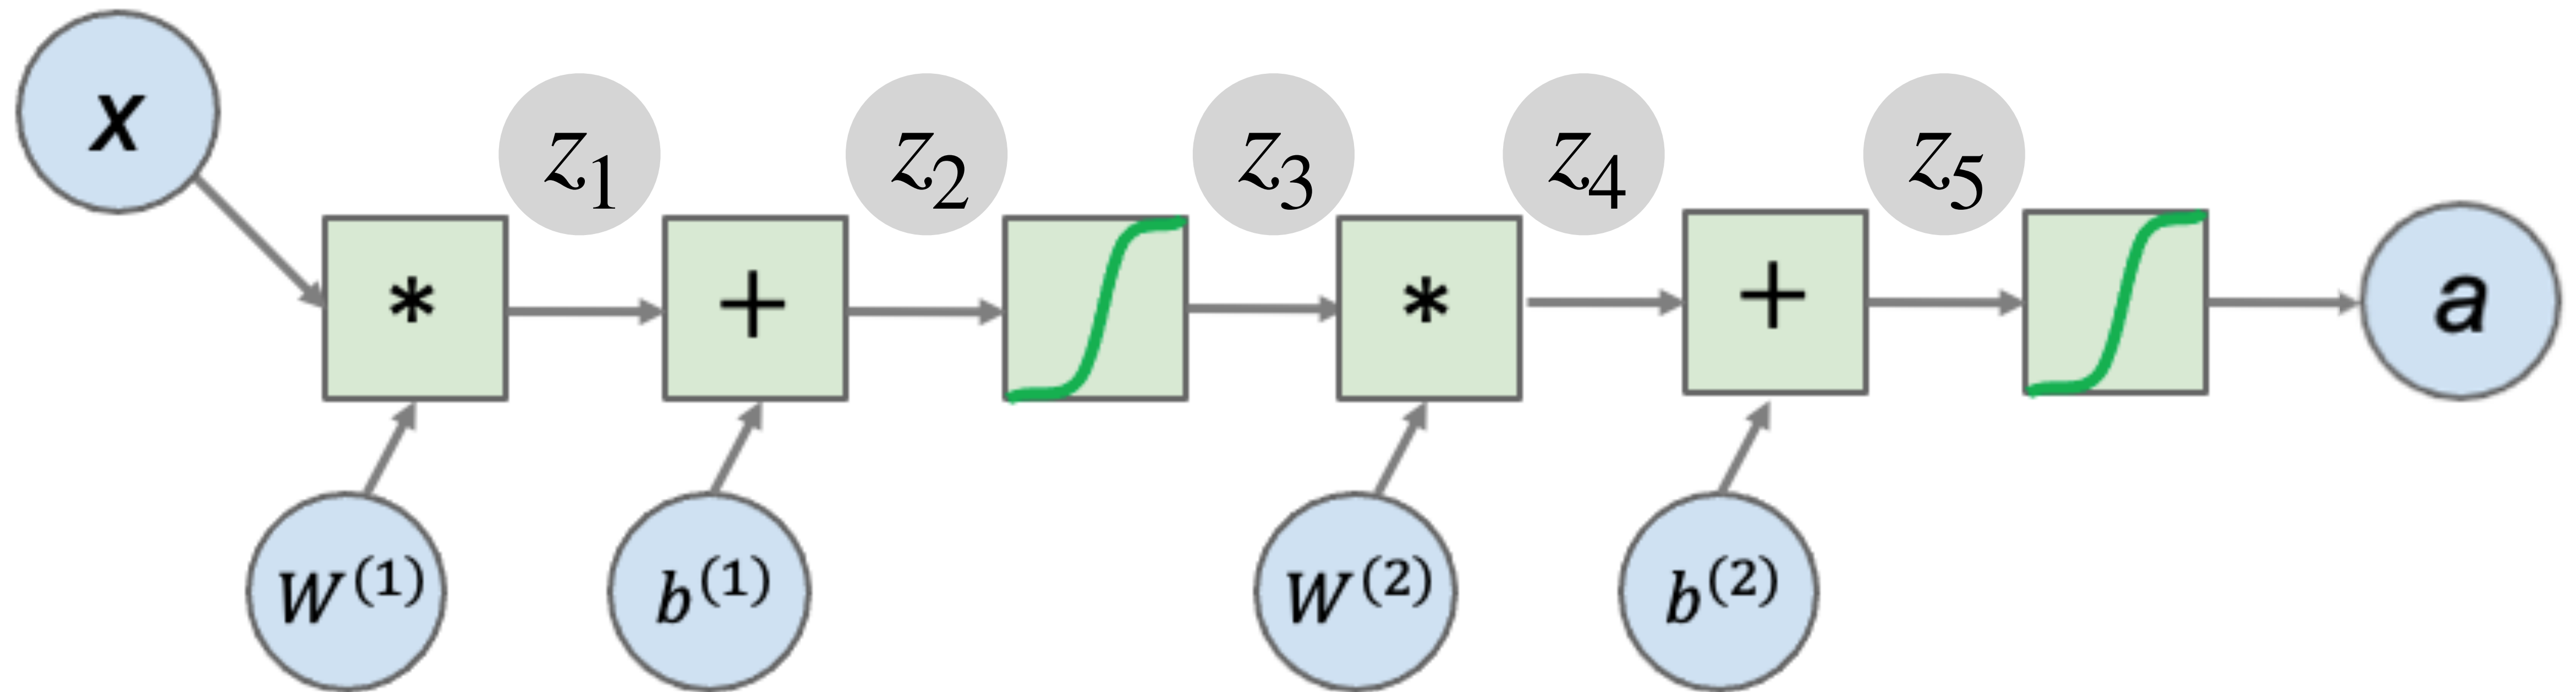 x
z₁ z₂ z₃ z₄ z₅
* + * +
a
W⁽¹⁾ b⁽¹⁾ W⁽²⁾ b⁽²⁾